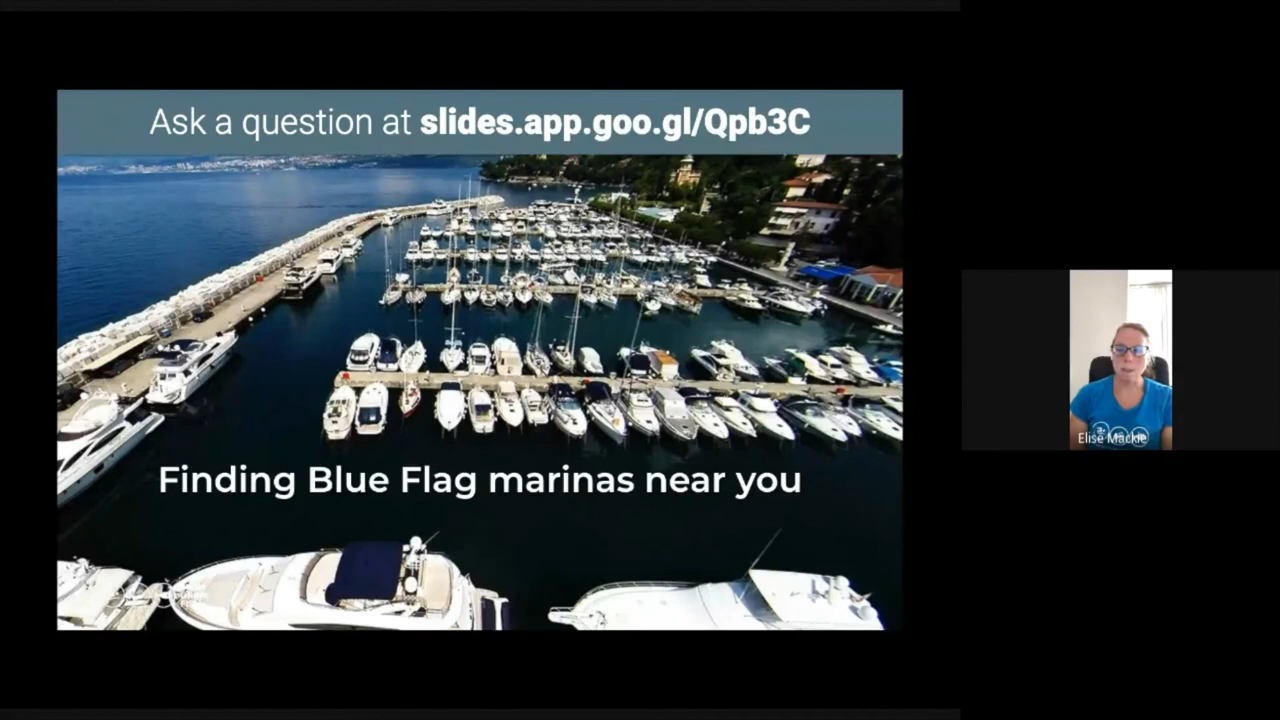 Ask a question at slides.app.goo.gl/Qpb3C
Finding Blue Flag marinas near you
Elise Mackie